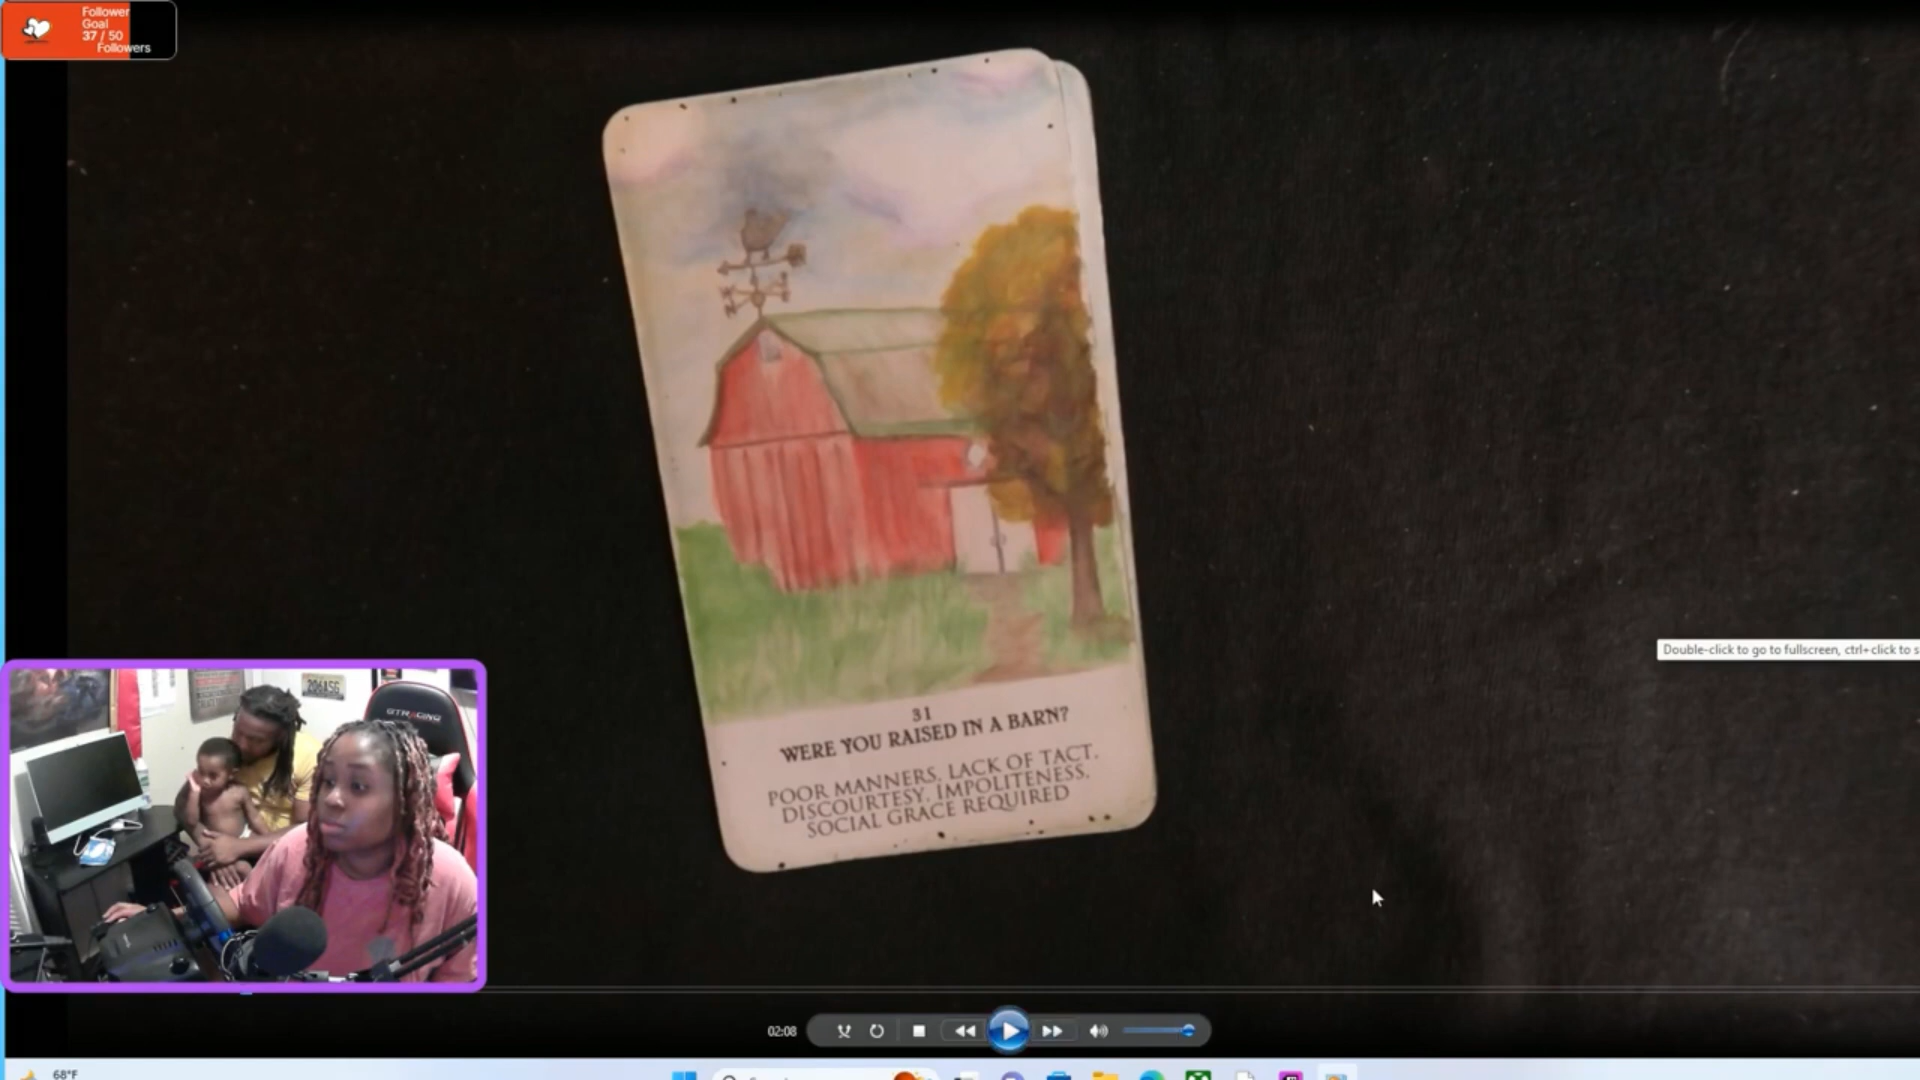 Follower
Goal
37 / 50
Followers
31
WERE YOU RAISED IN A BARN?
POOR MANNERS, LACK OF TACT,
DISCOURTESY, IMPOLITENESS,
SOCIAL GRACE REQUIRED
Double-click to go to fullscreen, ctrl+click to s
GTRACING
02:08
68°F